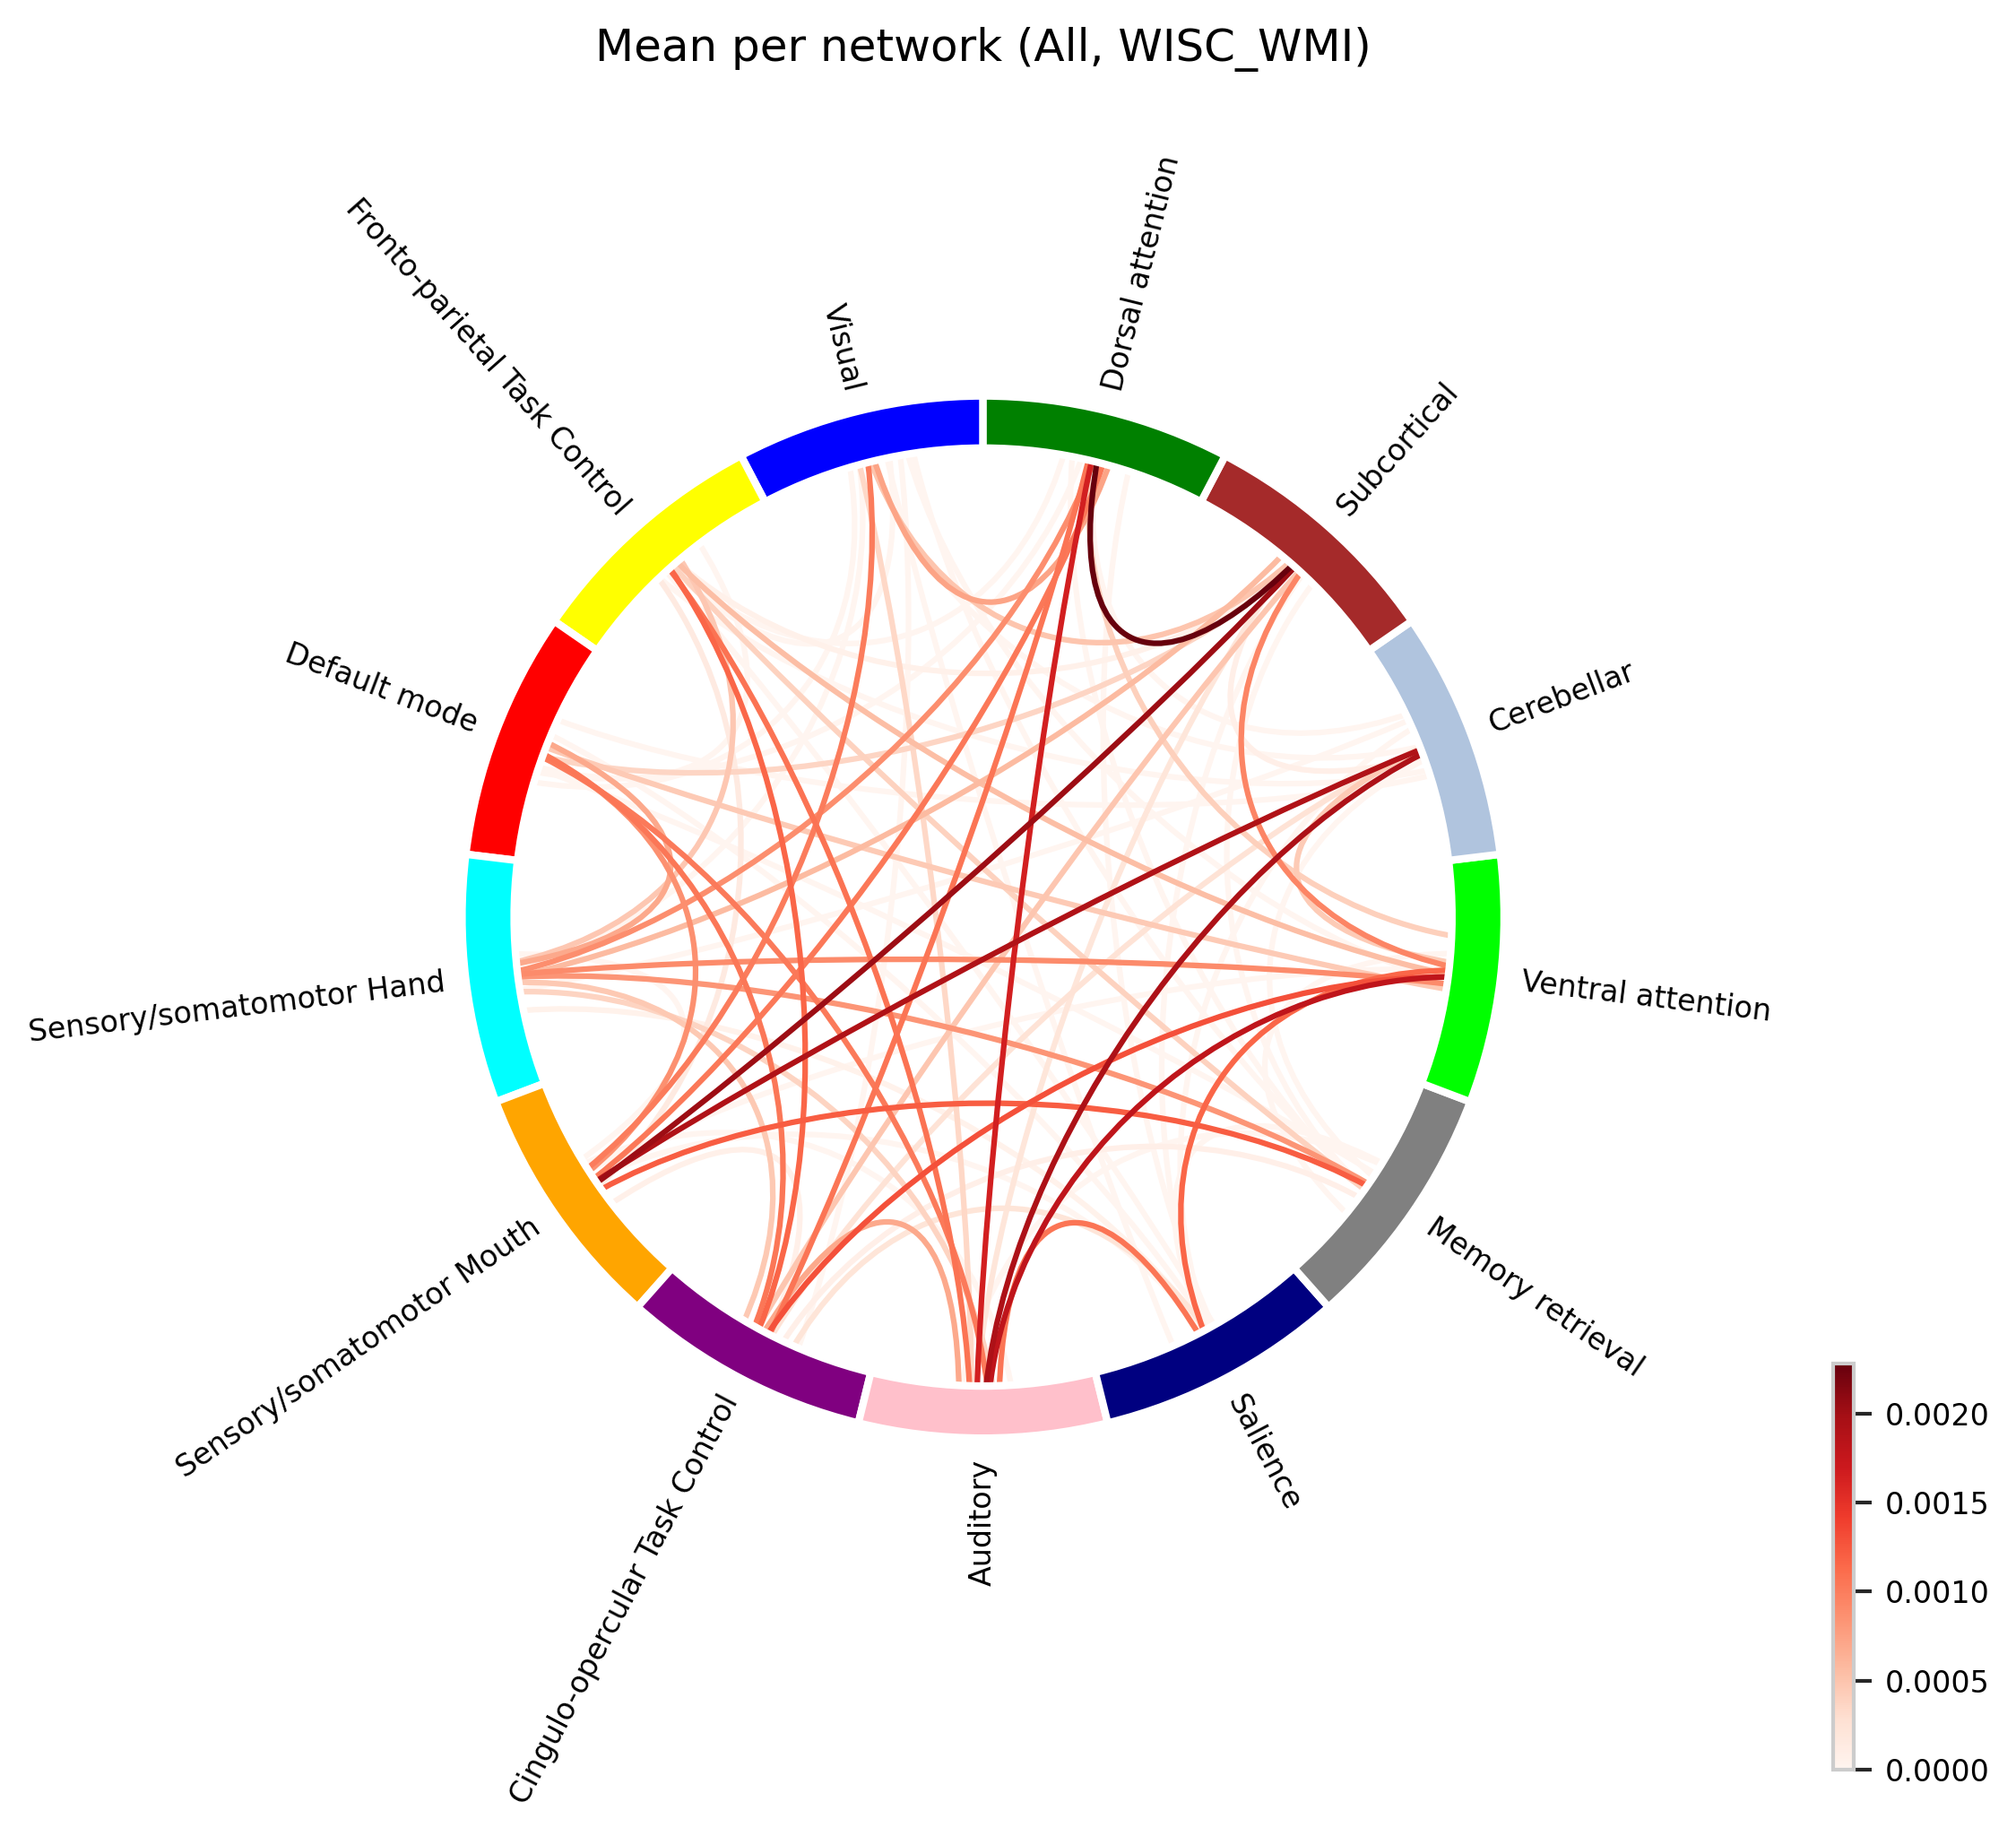 Mean per network (All, WISC_WMI)
Dorsal attention
Visual
Fronto-parietal Task Control
Subcortical
Default mode
Cerebellar
Sensory/somatomotor Hand
Ventral attention
Sensory/somatomotor Mouth
Memory retrieval
Cingulo-opercular Task Control
Auditory
Salience
0.0020
0.0015
0.0010
0.0005
0.0000